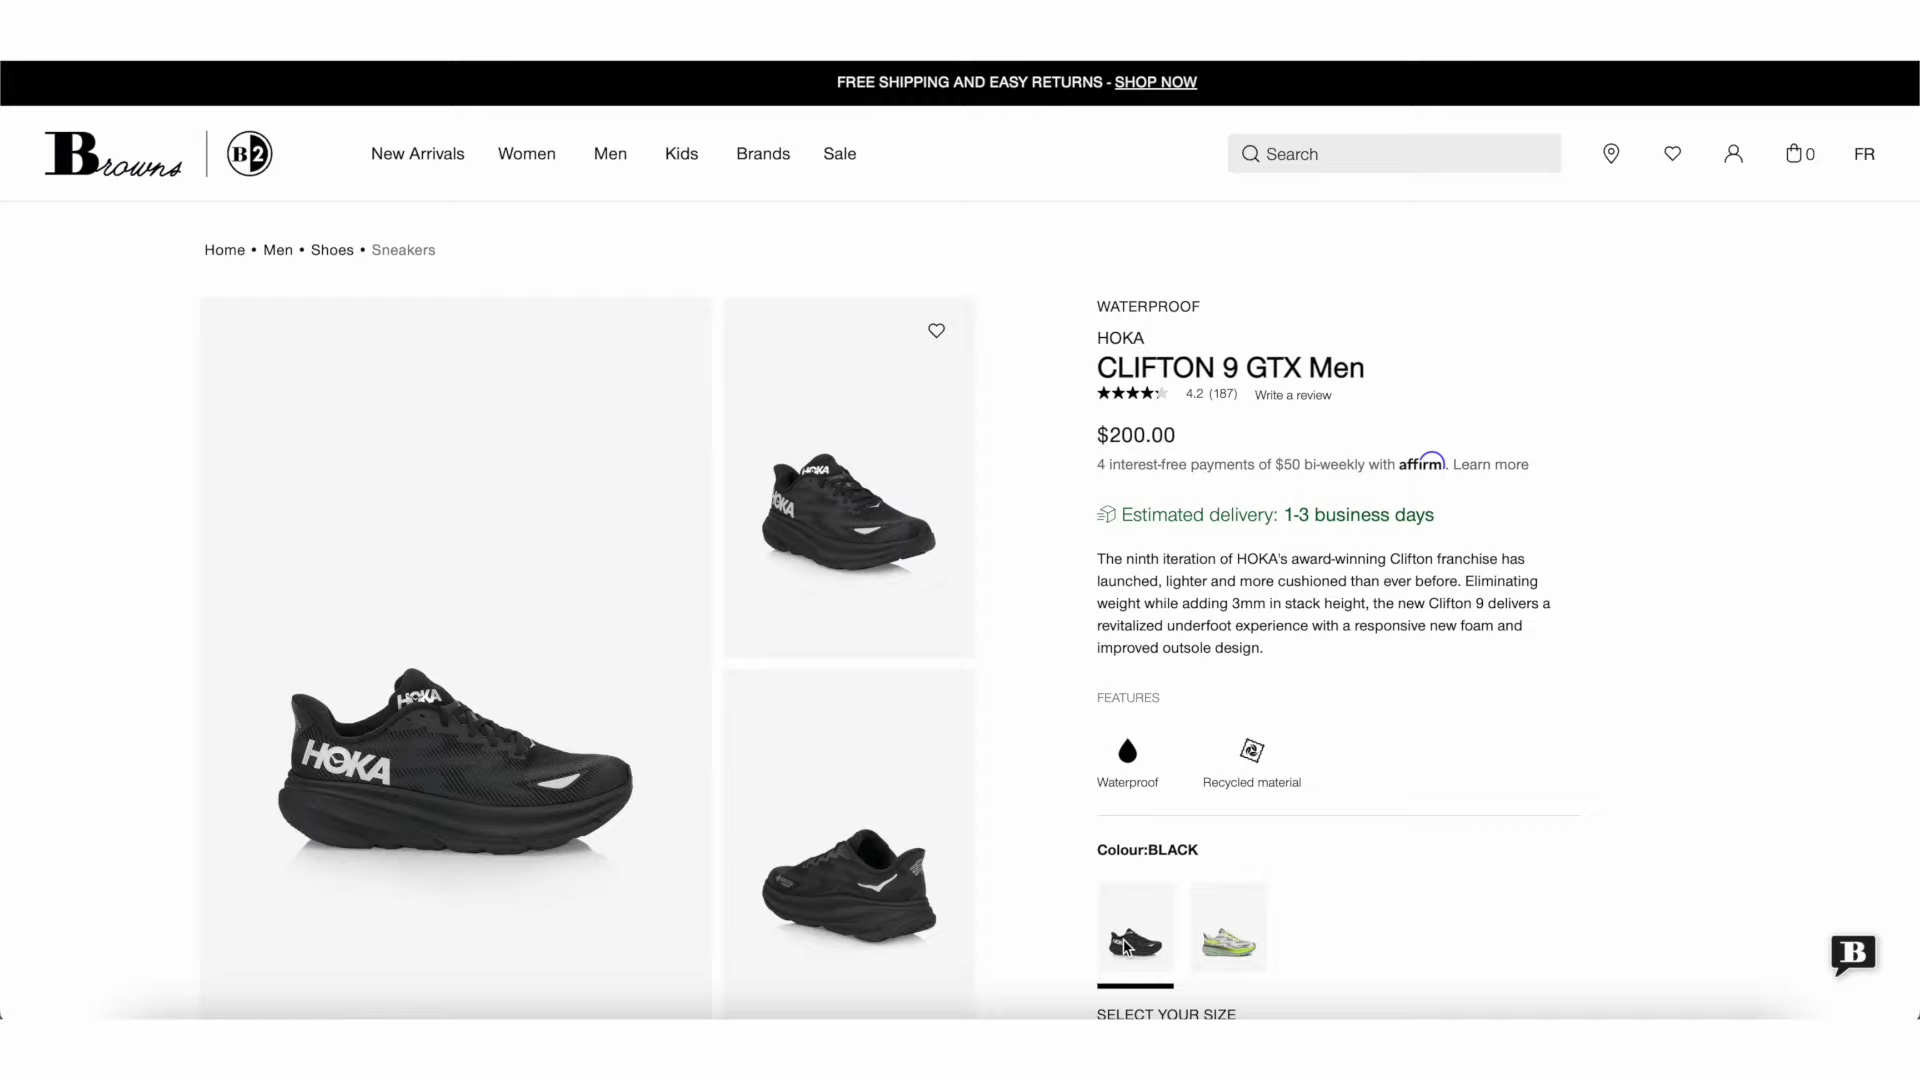 FREE SHIPPING AND EASY RETURNS - SHOP NOW
Browns
B2
New Arrivals
Women
Men
Kids
Brands
Sale
Search
0
FR
Home • Men • Shoes • Sneakers
WATERPROOF
HOKA
CLIFTON 9 GTX Men
4.2 (187) Write a review
$200.00
4 interest-free payments of $50 bi-weekly with affirm. Learn more
Estimated delivery: 1-3 business days
The ninth iteration of HOKA's award-winning Clifton franchise has
launched, lighter and more cushioned than ever before. Eliminating
weight while adding 3mm in stack height, the new Clifton 9 delivers a
revitalized underfoot experience with a responsive new foam and
improved outsole design.
FEATURES
Waterproof
Recycled material
Colour:BLACK
SELECT YOUR SIZE
HOKA
HOKA
HOKA
HOKA
B